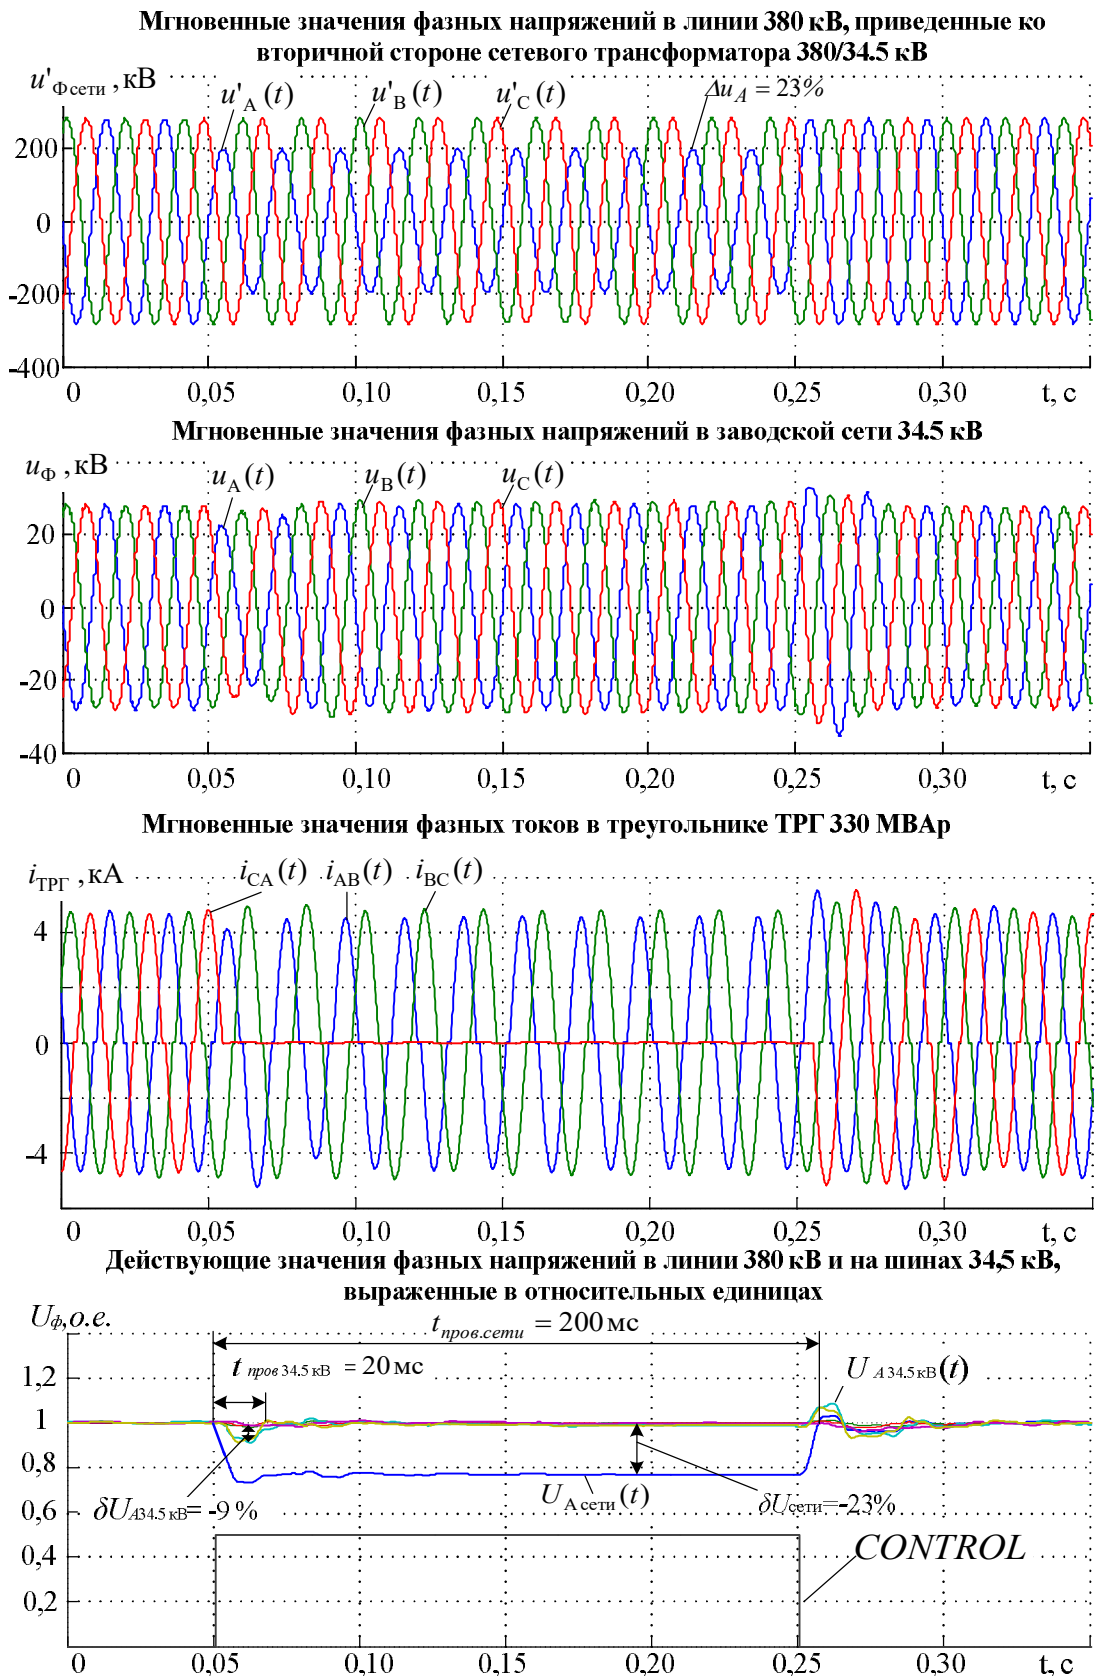 Мгновенные значения фазных напряжений в линии 380 кВ, приведенные ко
вторичной стороне сетевого трансформатора 380/34.5 кВ
u'Фсети , кВ
u'A(t)
u'B(t)
u'C(t)
Δu_A = 23%
200
0
-200
-400
0 0,05 0,10 0,15 0,20 0,25 0,30 t, с
Мгновенные значения фазных напряжений в заводской сети 34.5 кВ
uФ , кВ
uA(t)
uB(t)
uC(t)
20
0
-20
-40
0 0,05 0,10 0,15 0,20 0,25 0,30 t, с
Мгновенные значения фазных токов в треугольнике ТРГ 330 МВАр
iТРГ , кА
iCA(t)
iAB(t)
iBC(t)
4
0
-4
0 0,05 0,10 0,15 0,20 0,25 0,30 t, с
Действующие значения фазных напряжений в линии 380 кВ и на шинах 34,5 кВ,
выраженные в относительных единицах
Uф,о.е.
tпров.сети = 200 мс
1,2
t пров 34.5 кВ = 20 мс
U A 34.5 кВ(t)
1
0,8
δUA34.5 кВ= -9 %
UA сети(t)
δUсети=-23%
0,6
0,4
CONTROL
0,2
0 0,05 0,10 0,15 0,20 0,25 0,30 t, с